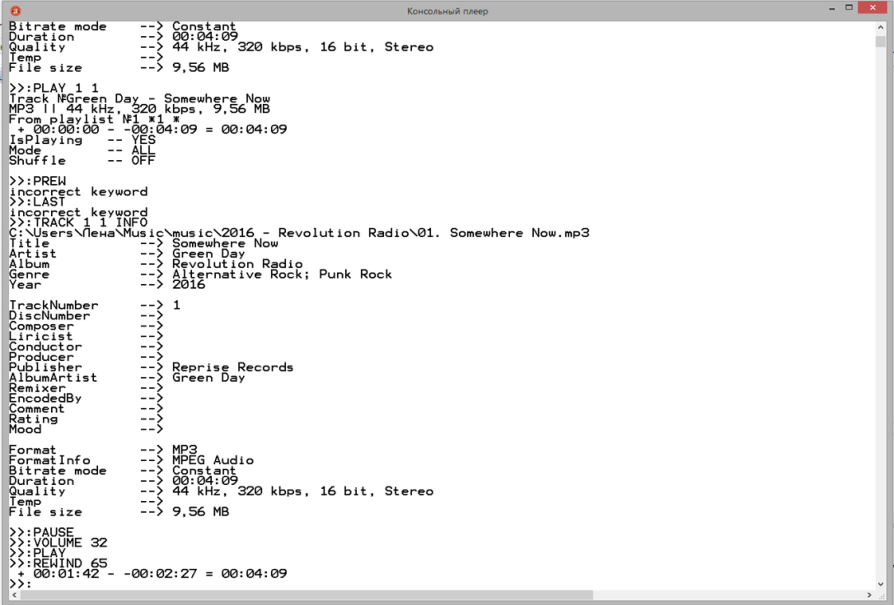 Консольный плеер
Bitrate mode --> Constant
Duration --> 00:04:09
Quality --> 44 kHz, 320 kbps, 16 bit, Stereo
Temp -->
File size --> 9,56 MB
>>:PLAY 1 1
Track №Green Day - Somewhere Now
MP3 || 44 kHz, 320 kbps, 9,56 MB
From playlist №1 *1 *
+ 00:00:00 - -00:04:09 = 00:04:09
IsPlaying -- YES
Mode -- ALL
Shuffle -- OFF
>>:PREW
incorrect keyword
>>:LAST
incorrect keyword
>>:TRACK 1 1 INFO
C:\Users\Лена\Music\music\2016 - Revolution Radio\01. Somewhere Now.mp3
Title --> Somewhere Now
Artist --> Green Day
Album --> Revolution Radio
Genre --> Alternative Rock; Punk Rock
Year --> 2016
TrackNumber --> 1
DiscNumber -->
Composer -->
Liricist -->
Conductor -->
Producer -->
Publisher --> Reprise Records
AlbumArtist --> Green Day
Remixer -->
EncodedBy -->
Comment -->
Rating -->
Mood -->
Format --> MP3
FormatInfo --> MPEG Audio
Bitrate mode --> Constant
Duration --> 00:04:09
Quality --> 44 kHz, 320 kbps, 16 bit, Stereo
Temp -->
File size --> 9,56 MB
>>:PAUSE
>>:VOLUME 32
>>:PLAY
>>:REWIND 65
+ 00:01:42 - -00:02:27 = 00:04:09
>>: